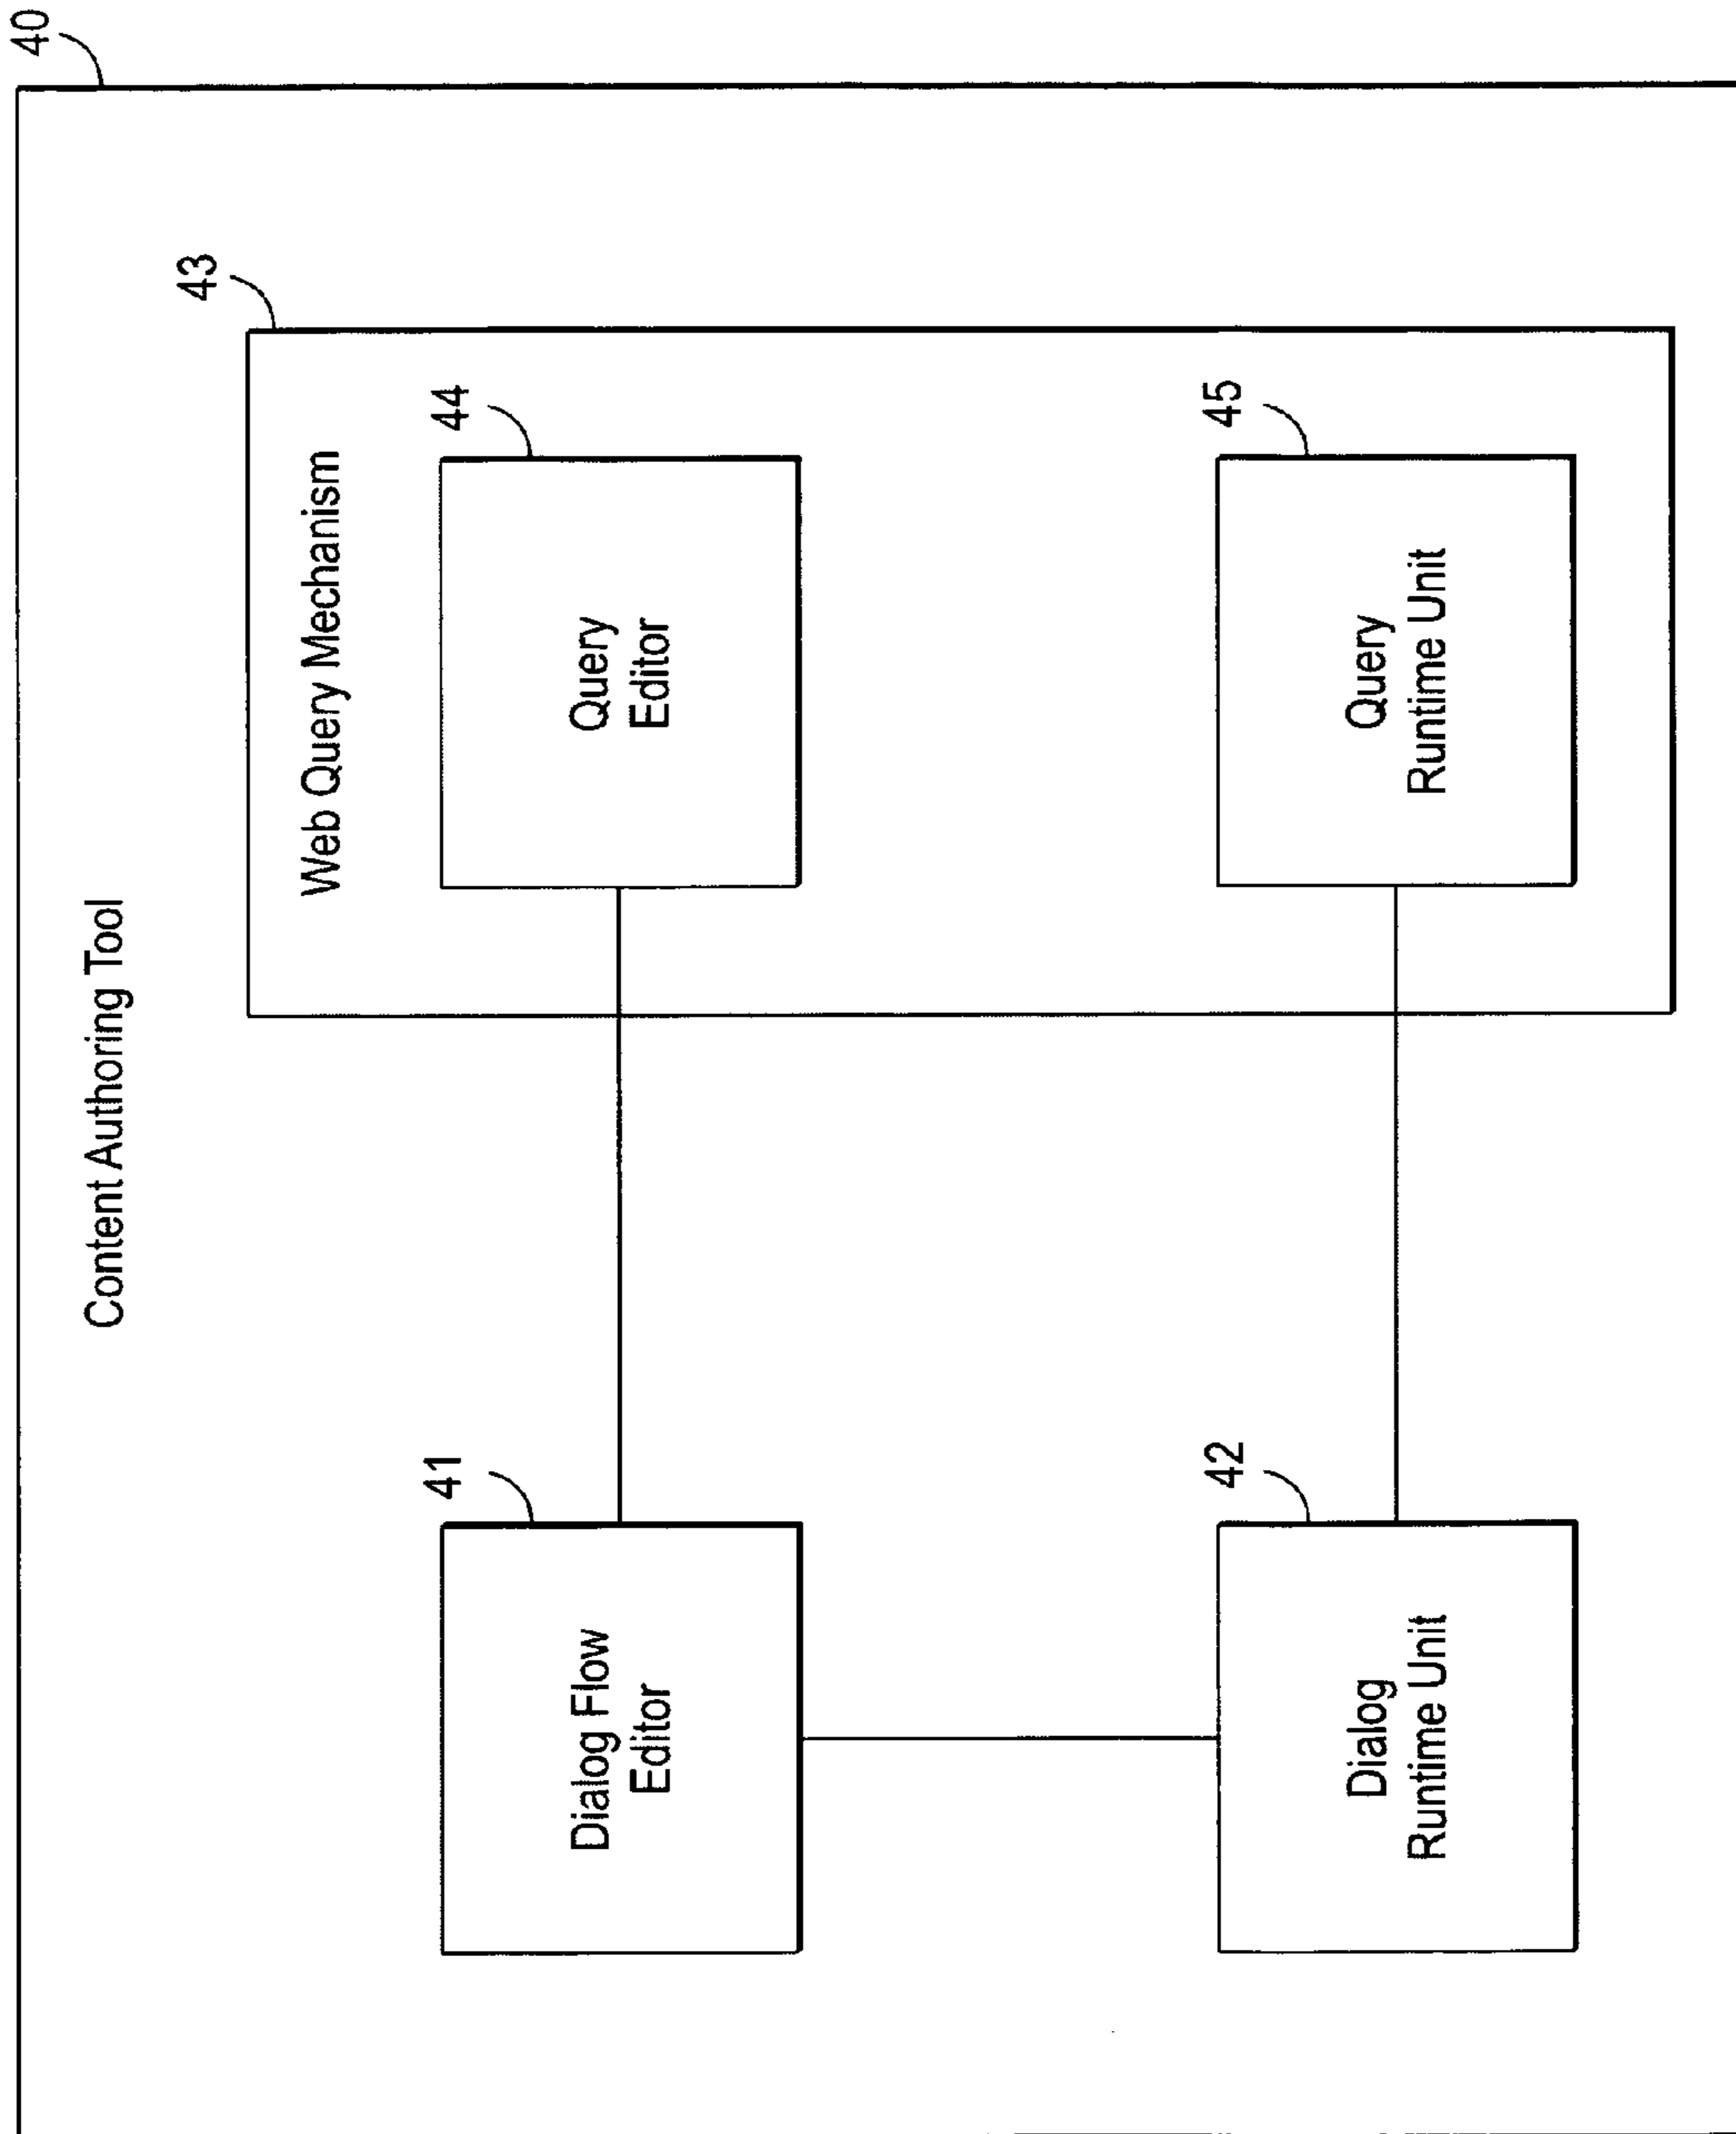 40
Content Authoring Tool
43
Web Query Mechanism
41
Dialog Flow
Editor
44
Query
Editor
42
Dialog
Runtime Unit
45
Query
Runtime Unit